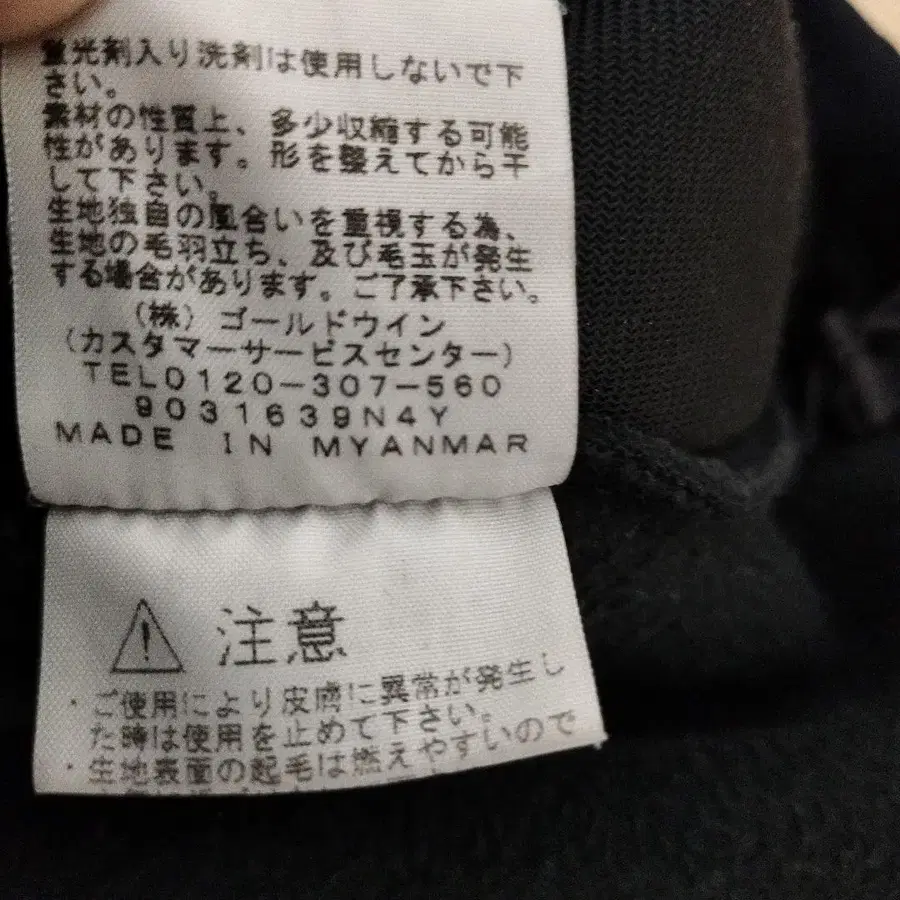 蛍光剤入り洗剤は使用しないで下
さい。
素材の性質上、多少収縮する可能
性があります。形を整えてから干
して下さい。
生地独自の風合いを重視する為、
生地の毛羽立ち、及び毛玉が発生
する場合があります。ご了承下さい。
(株) ゴールドウイン
(カスタマーサービスセンター)
TEL0120-307-560
9031639N4Y
MADE IN MYANMAR
注意
・ご使用により皮膚に異常が発生し
た時は使用を止めて下さい。
・生地表面の起毛は燃えやすいので